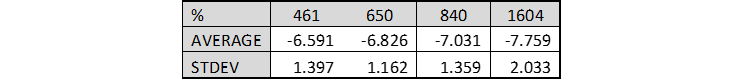 % 461 650 840 1604
AVERAGE -6.591 -6.826 -7.031 -7.759
STDEV 1.397 1.162 1.359 2.033